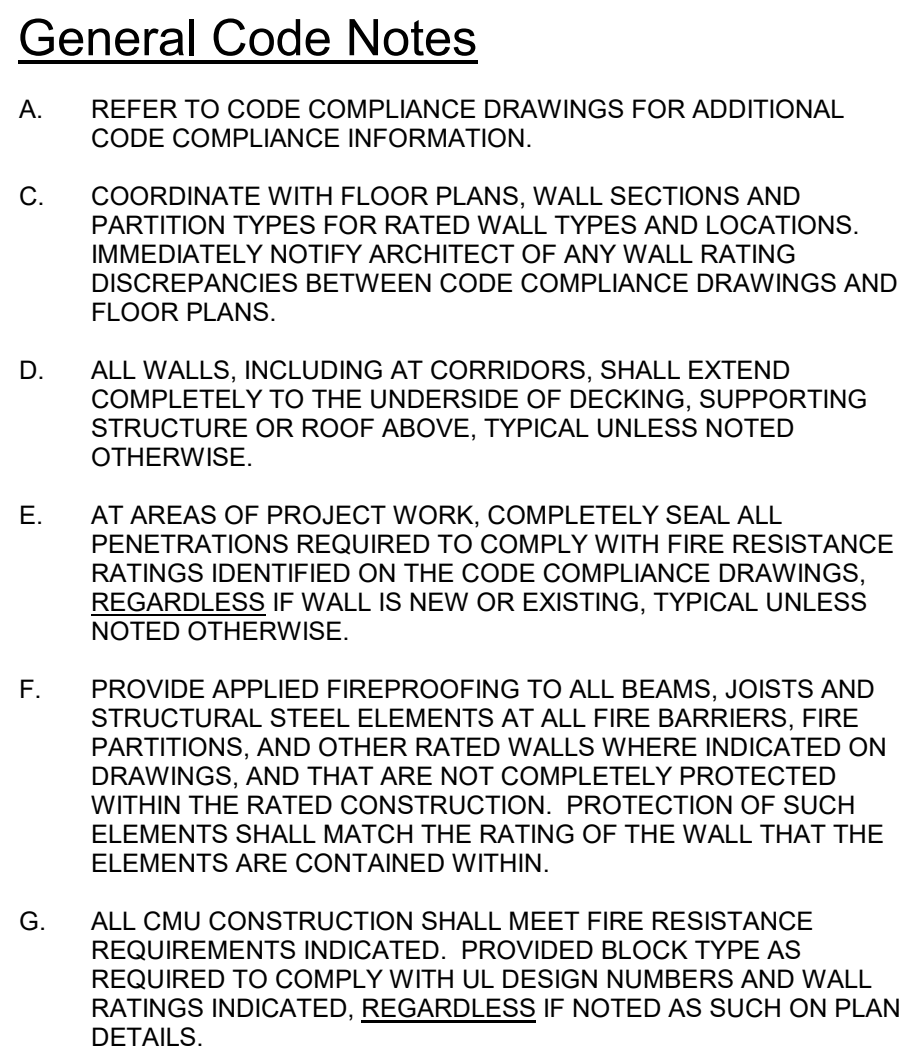 General Code Notes
A. REFER TO CODE COMPLIANCE DRAWINGS FOR ADDITIONAL
CODE COMPLIANCE INFORMATION.
C. COORDINATE WITH FLOOR PLANS, WALL SECTIONS AND
PARTITION TYPES FOR RATED WALL TYPES AND LOCATIONS.
IMMEDIATELY NOTIFY ARCHITECT OF ANY WALL RATING
DISCREPANCIES BETWEEN CODE COMPLIANCE DRAWINGS AND
FLOOR PLANS.
D. ALL WALLS, INCLUDING AT CORRIDORS, SHALL EXTEND
COMPLETELY TO THE UNDERSIDE OF DECKING, SUPPORTING
STRUCTURE OR ROOF ABOVE, TYPICAL UNLESS NOTED
OTHERWISE.
E. AT AREAS OF PROJECT WORK, COMPLETELY SEAL ALL
PENETRATIONS REQUIRED TO COMPLY WITH FIRE RESISTANCE
RATINGS IDENTIFIED ON THE CODE COMPLIANCE DRAWINGS,
REGARDLESS IF WALL IS NEW OR EXISTING, TYPICAL UNLESS
NOTED OTHERWISE.
F. PROVIDE APPLIED FIREPROOFING TO ALL BEAMS, JOISTS AND
STRUCTURAL STEEL ELEMENTS AT ALL FIRE BARRIERS, FIRE
PARTITIONS, AND OTHER RATED WALLS WHERE INDICATED ON
DRAWINGS, AND THAT ARE NOT COMPLETELY PROTECTED
WITHIN THE RATED CONSTRUCTION. PROTECTION OF SUCH
ELEMENTS SHALL MATCH THE RATING OF THE WALL THAT THE
ELEMENTS ARE CONTAINED WITHIN.
G. ALL CMU CONSTRUCTION SHALL MEET FIRE RESISTANCE
REQUIREMENTS INDICATED. PROVIDED BLOCK TYPE AS
REQUIRED TO COMPLY WITH UL DESIGN NUMBERS AND WALL
RATINGS INDICATED, REGARDLESS IF NOTED AS SUCH ON PLAN
DETAILS.